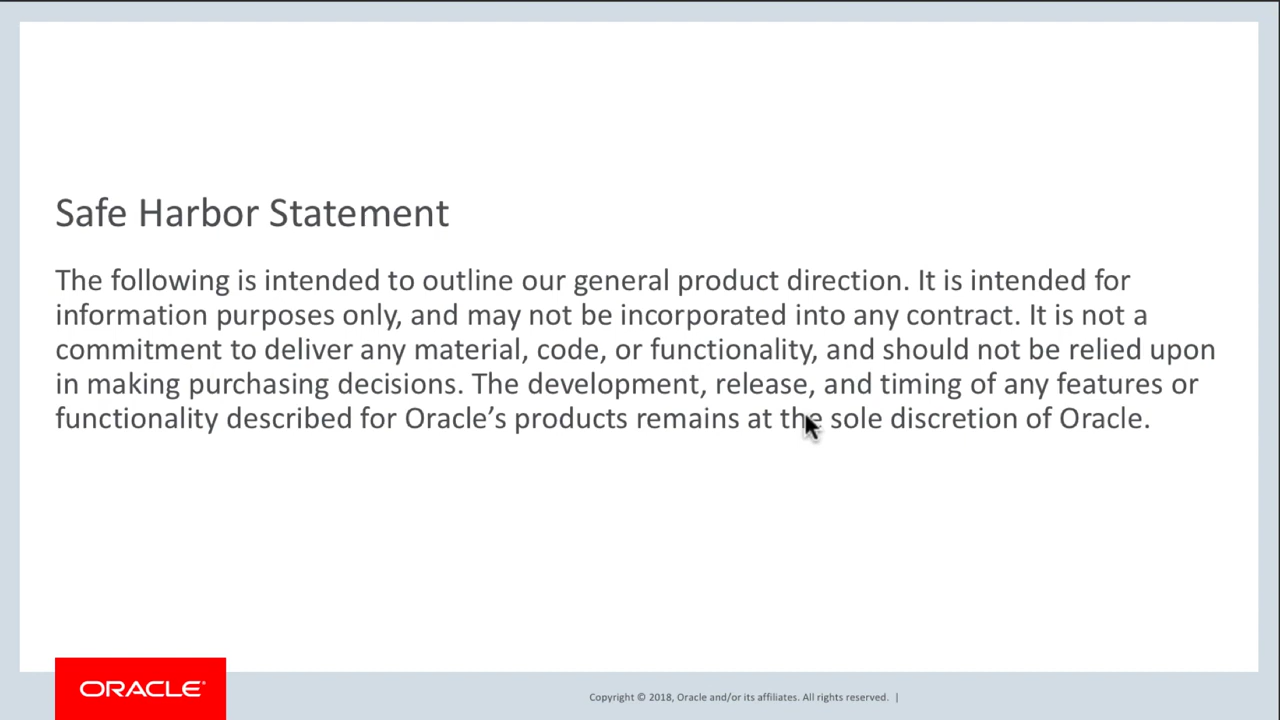 Safe Harbor Statement
The following is intended to outline our general product direction. It is intended for
information purposes only, and may not be incorporated into any contract. It is not a
commitment to deliver any material, code, or functionality, and should not be relied upon
in making purchasing decisions. The development, release, and timing of any features or
functionality described for Oracle’s products remains at the sole discretion of Oracle.
ORACLE®
Copyright © 2018, Oracle and/or its affiliates. All rights reserved. |